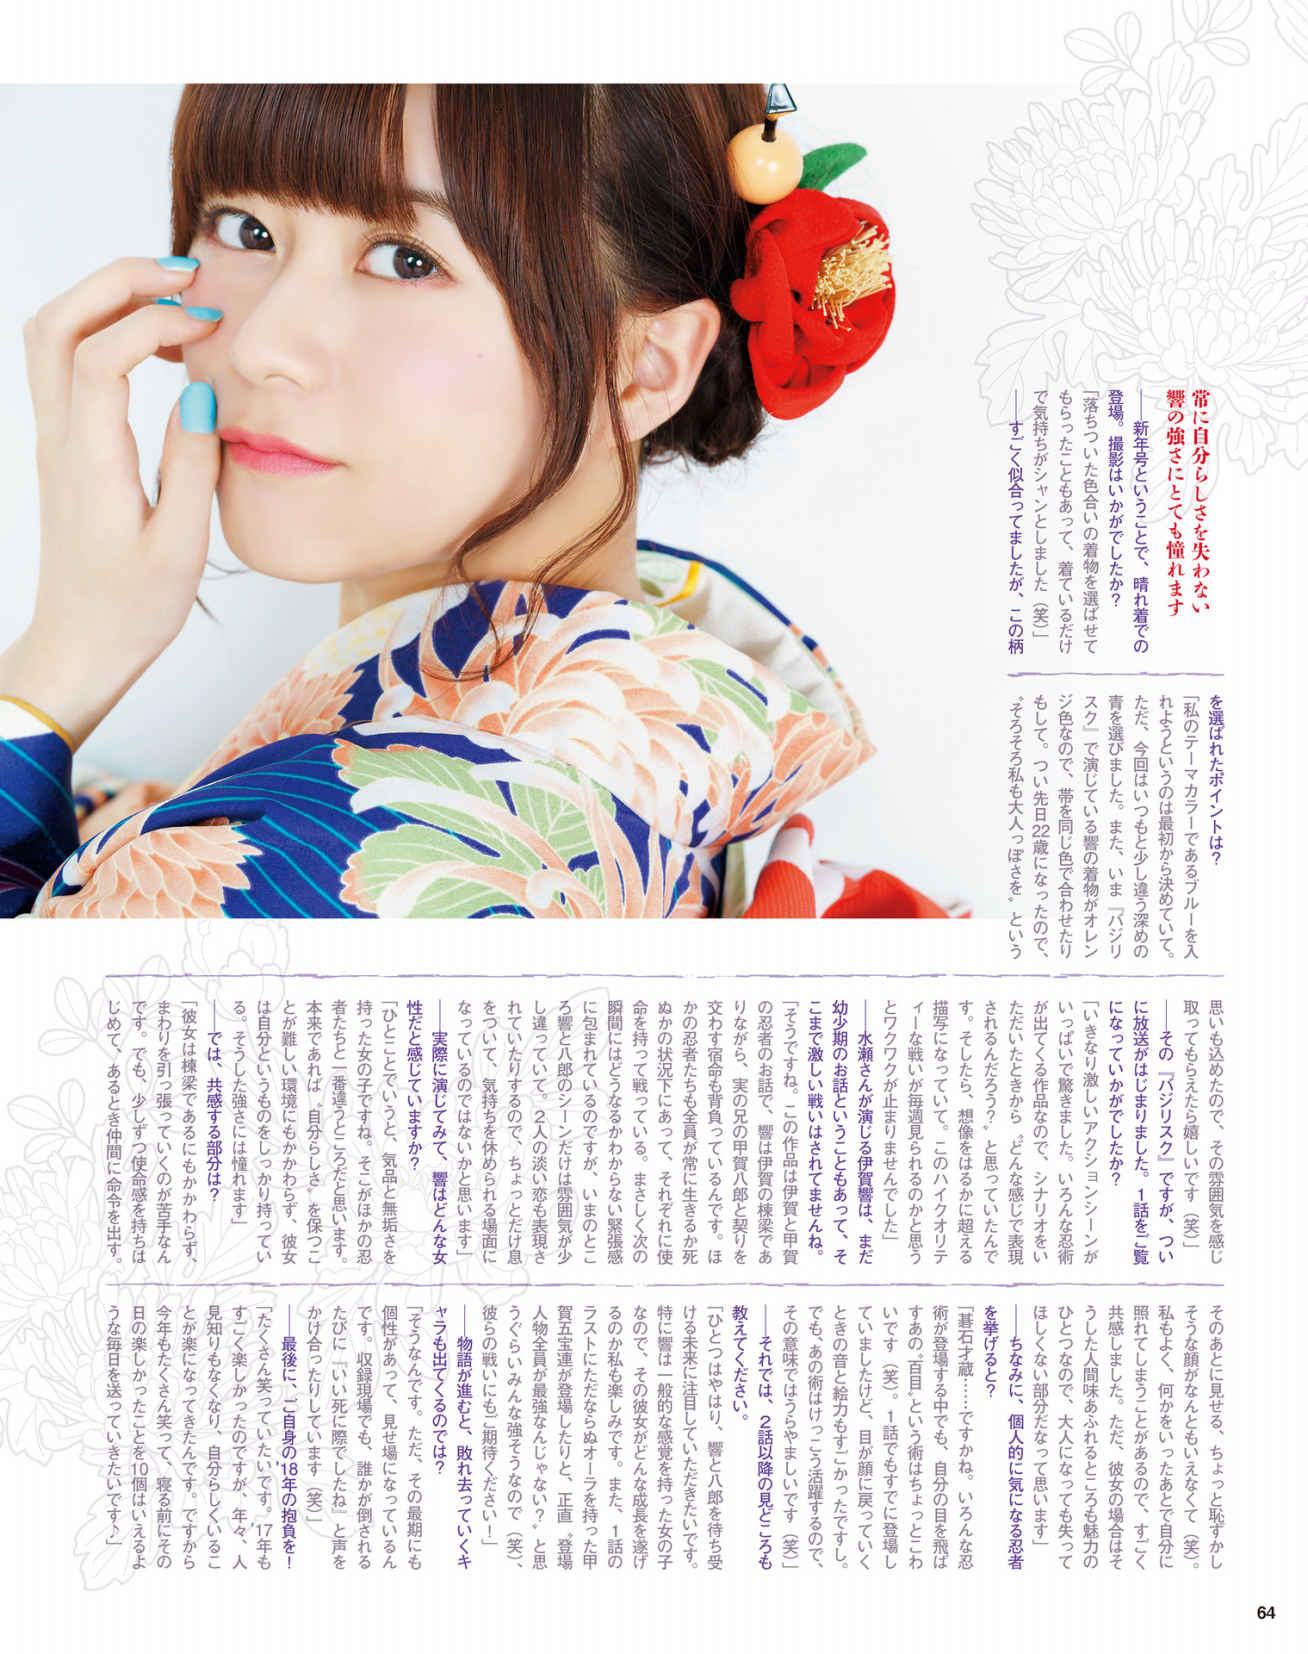 常に自分らしさを失わない
響の強さにとても憧れます
――新年号ということで、晴れ着での
登場。撮影はいかがでしたか？
「落ちついた色合いの着物を選ばせて
もらったこともあって、着ているだけ
で気持ちがシャンとしました（笑）」
――すごく似合ってましたが、この柄
を選ばれたポイントは？
「私のテーマカラーであるブルーを入
れようというのは最初から決めていて。
ただ、今回はいつもと少し違う深めの
青を選びました。また、いま『バジリ
スク』で演じている響の着物がオレン
ジ色なので、帯を同じ色で合わせたり
もして。つい先日22歳になったので、
〝そろそろ私も大人っぽさを〟という
思いも込めたので、その雰囲気を感じ
取ってもらえたら嬉しいです（笑）」
――その『バジリスク』ですが、つい
に放送がはじまりました。１話をご覧
になっていかがでしたか？
「いきなり激しいアクションシーンが
いっぱいで驚きました。いろんな忍術
が出てくる作品なので、シナリオをい
ただいたときから〝どんな感じで表現
されるんだろう？〟と思っていたんで
す。そしたら、想像をはるかに超える
描写になっていて。このハイクオリテ
ィーな戦いが毎週見られるのかと思う
とワクワクが止まりませんでした」
――水瀬さんが演じる伊賀響は、まだ
幼少期のお話ということもあって、そ
こまで激しい戦いはされてませんね。
「そうですね。この作品は伊賀と甲賀
の忍者のお話で、響は伊賀の棟梁であ
りながら、実の兄の甲賀八郎と契りを
交わす宿命も背負っているんです。ほ
かの忍者たちも全員が常に生きるか死
ぬかの状況下にあって、それぞれに使
命を持って戦っている。まさしく次の
瞬間にはどうなるかわからない緊張感
に包まれているのですが、いまのとこ
ろ響と八郎のシーンだけは雰囲気が少
し違っていて。２人の淡い恋も表現さ
れていたりするので、ちょっとだけ息
をついて、気持ちを休められる場面に
なっているのではないかと思います」
――実際に演じてみて、響はどんな女
性だと感じていますか？
「ひとことでいうと、気品と無垢さを
持った女の子ですね。そこがほかの忍
者たちと一番違うところだと思います。
本来であれば〝自分らしさ〟を保つこ
とが難しい環境にもかかわらず、彼女
は自分というものをしっかり持ってい
る。そうした強さには憧れます」
――では、共感する部分は？
「彼女は棟梁であるにもかかわらず、
まわりを引っ張っていくのが苦手なん
です。でも、少しずつ使命感を持ちは
じめて、あるとき仲間に命令を出す。
そのあとに見せる、ちょっと恥ずかし
そうな顔がなんともいえなくて（笑）。
私もよく、何かをいったあとで自分に
照れてしまうことがあるので、すごく
共感しました。ただ、彼女の場合はそ
うした人間味あふれるところも魅力の
ひとつなので、大人になっても失って
ほしくない部分だなって思います」
――ちなみに、個人的に気になる忍者
を挙げると？
「碁石才蔵……ですかね。いろんな忍
術が登場する中でも、自分の目を飛ば
すあの〝百目〟という術はちょっとこわ
いです（笑）。１話でもすでに登場し
ていましたけど、目が顔に戻っていく
ときの音と絵力もすごかったですし。
でも、あの術はけっこう活躍するので、
その意味ではうらやましいです（笑）」
――それでは、２話以降の見どころも
教えてください。
「ひとつはやはり、響と八郎を待ち受
ける未来に注目していただきたいです。
特に響は一般的な感覚を持った女の子
なので、その彼女がどんな成長を遂げ
るのか私も楽しみです。また、１話の
ラストにただならぬオーラを持った甲
賀五宝連が登場したりと、正直〝登場
人物全員が最強なんじゃない？〟と思
うぐらいみんな強そうなので（笑）、
彼らの戦いにもご期待ください！」
――物語が進むと、敗れ去っていくキ
ャラも出てくるのでは？
「そうなんです。ただ、その最期にも
個性があって、見せ場になっているん
です。収録現場でも、誰かが倒される
たびに『いい死に際でしたね』と声を
かけ合ったりしています（笑）」
――最後に、ご自身の'18年の抱負を！
「たくさん笑っていたいです。'17年も
すごく楽しかったのですが、年々、人
見知りもなくなり、自分らしくいるこ
とが楽になってきたんです。ですから
今年もたくさん笑って、寝る前にその
日の楽しかったことを10個はいえるよ
うな毎日を送っていきたいです♪」
64